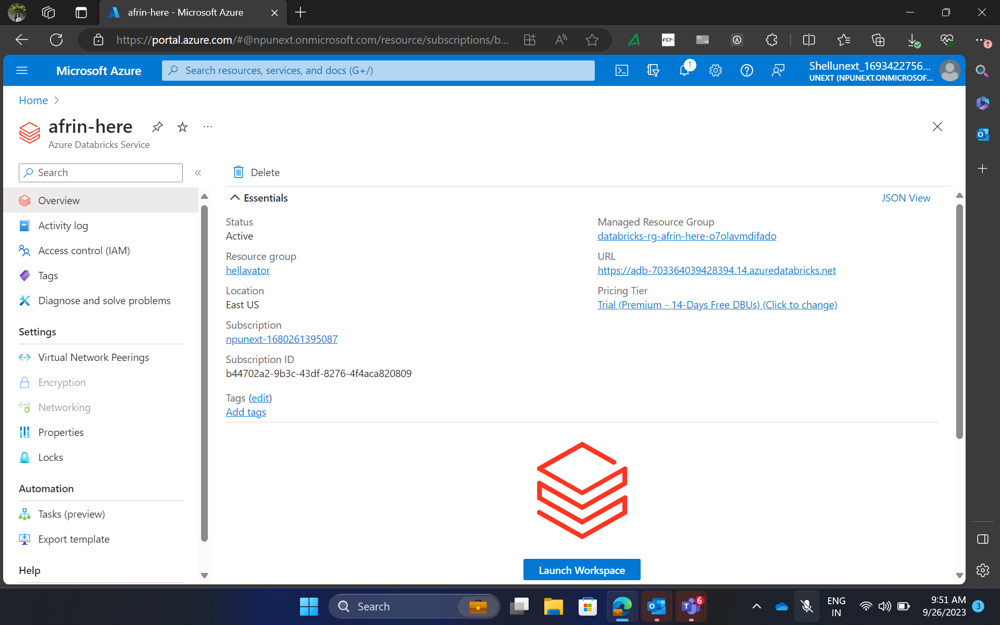 afrin-here - Microsoft Azure
https://portal.azure.com/#@npunext.onmicrosoft.com/resource/subscriptions/b...
FCM
Microsoft Azure
Search resources, services, and docs (G+/)
1
Shellunext_1693422756...
UNEXT (NPUNEXT.ONMICROSOF...
Home
afrin-here
Azure Databricks Service
Search
Delete
Overview
Activity log
Access control (IAM)
Tags
Diagnose and solve problems
Settings
Virtual Network Peerings
Encryption
Networking
Properties
Locks
Automation
Tasks (preview)
Export template
Help
Essentials
JSON View
Status
Active
Resource group
hellavator
Location
East US
Subscription
npunext-1680261395087
Subscription ID
b44702a2-9b3c-43df-8276-4f4aca820809
Tags (edit)
Add tags
Managed Resource Group
databricks-rg-afrin-here-o7olavmdifado
URL
https://adb-703364039428394.14.azuredatabricks.net
Pricing Tier
Trial (Premium - 14-Days Free DBUs) (Click to change)
Launch Workspace
Search
6
ENG
IN
9:51 AM
9/26/2023
3